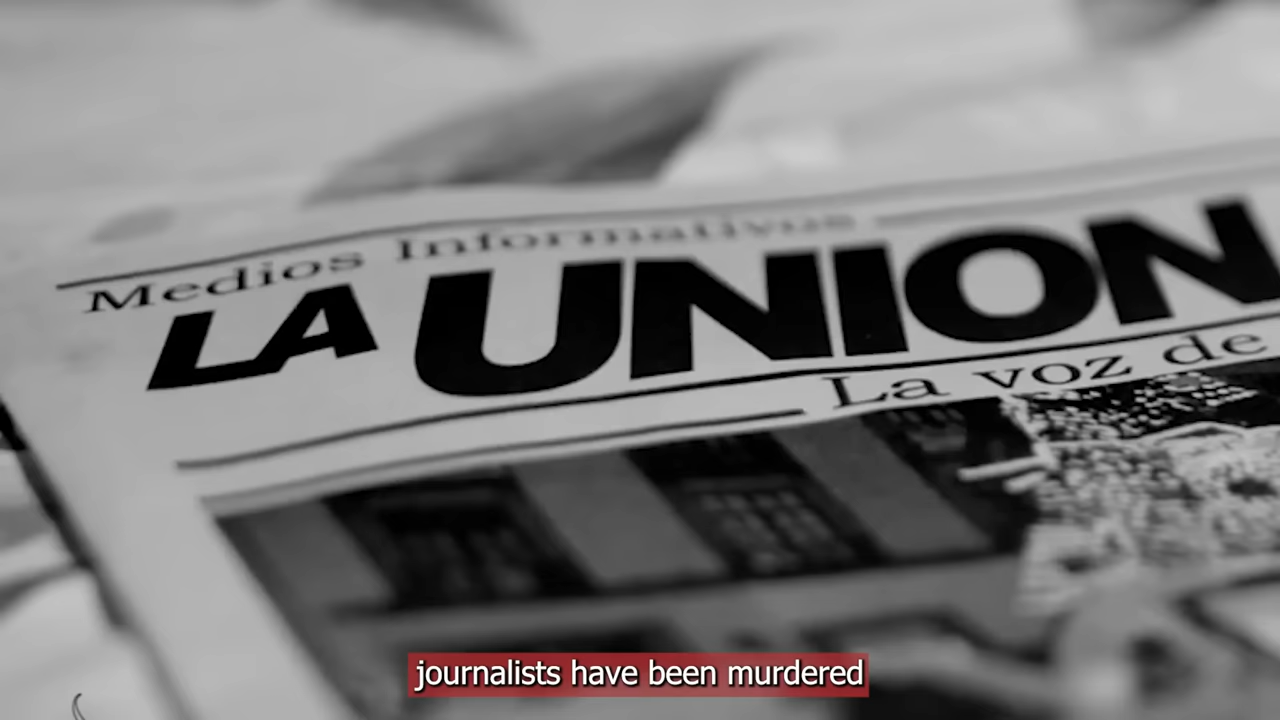 Medios Informativos
LA UNION
La voz de
journalists have been murdered